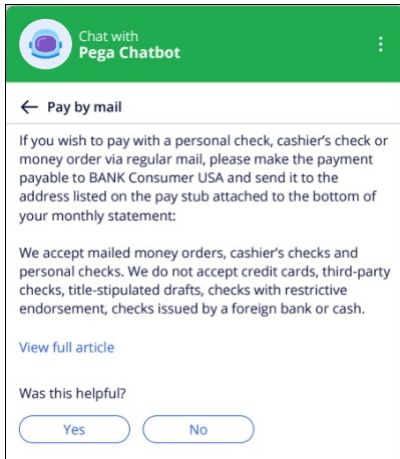 Chat with
Pega Chatbot
Pay by mail
If you wish to pay with a personal check, cashier's check or
money order via regular mail, please make the payment
payable to BANK Consumer USA and send it to the
address listed on the pay stub attached to the bottom of
your monthly statement:
We accept mailed money orders, cashier's checks and
personal checks. We do not accept credit cards, third-party
checks, title-stipulated drafts, checks with restrictive
endorsement, checks issued by a foreign bank or cash.
View full article
Was this helpful?
Yes No